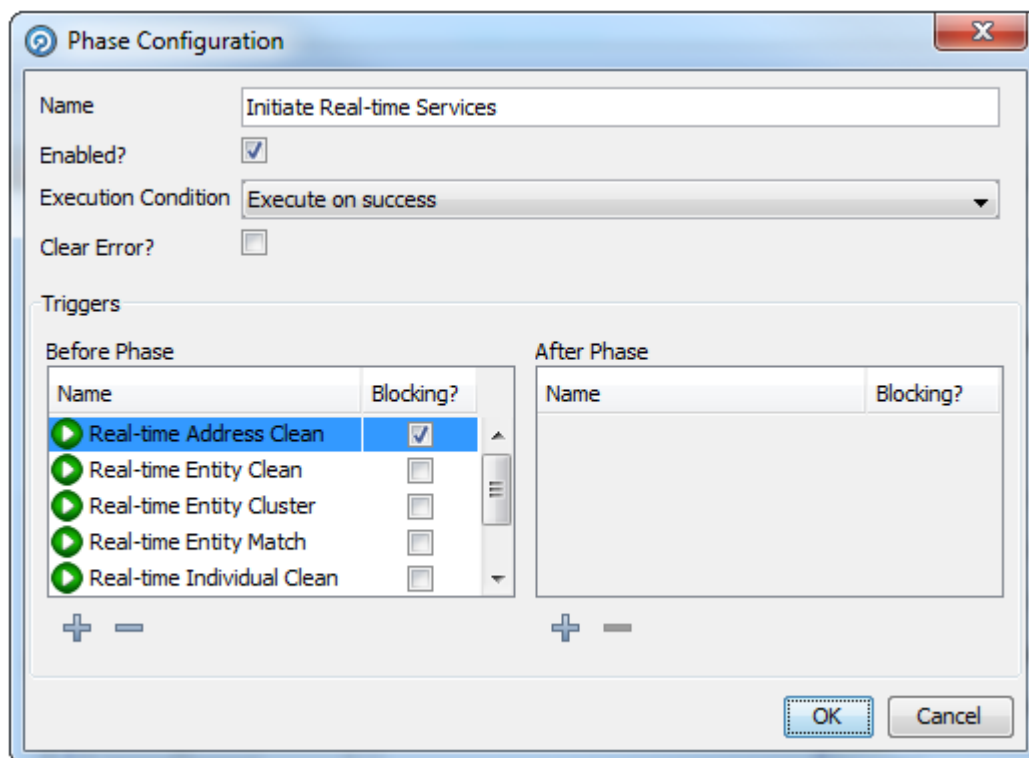 Phase Configuration
Name Initiate Real-time Services
Enabled?
Execution Condition Execute on success
Clear Error?
Triggers
Before Phase
Name Blocking?
Real-time Address Clean
Real-time Entity Clean
Real-time Entity Cluster
Real-time Entity Match
Real-time Individual Clean
After Phase
Name Blocking?
OK Cancel